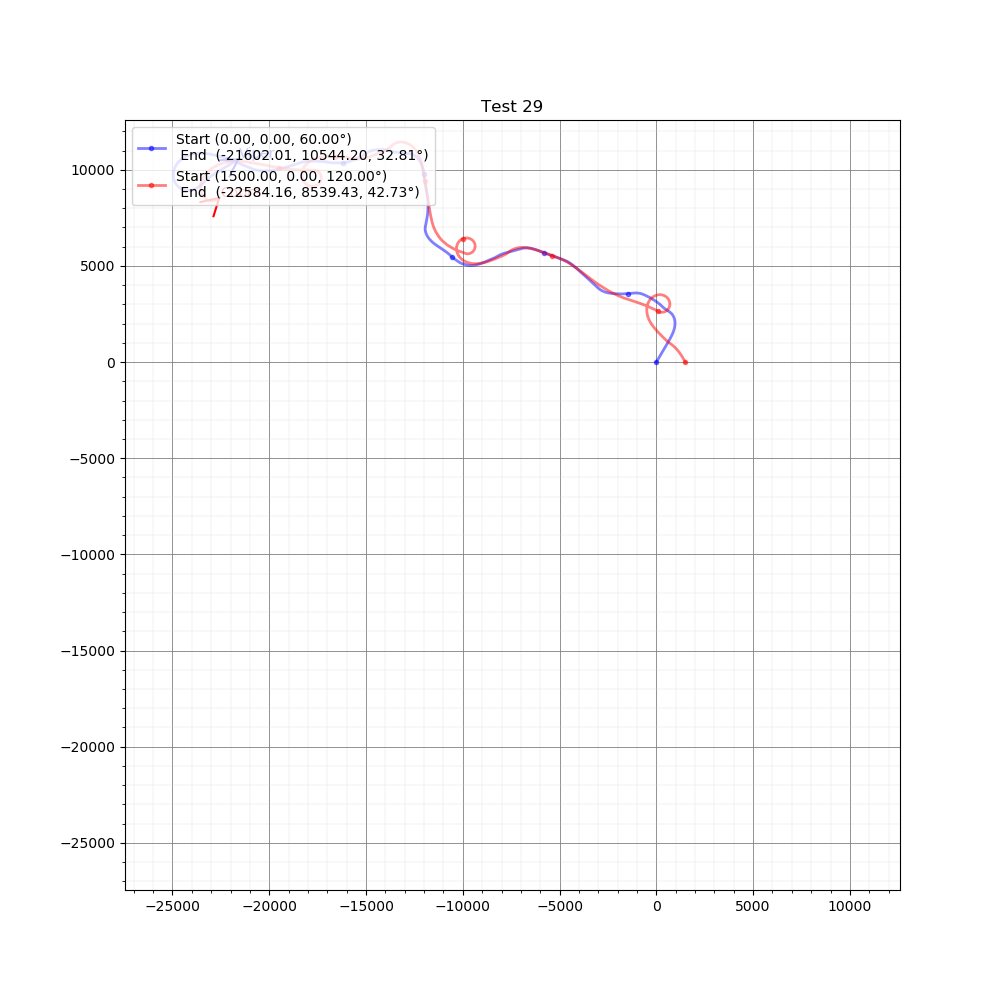 Test 29
Start (0.00, 0.00, 60.00°)
End (-21602.01, 10544.20, 32.81°)
Start (1500.00, 0.00, 120.00°)
End (-22584.16, 8539.43, 42.73°)
10000
5000
0
−5000
−10000
−15000
−20000
−25000
−25000 −20000 −15000 −10000 −5000 0 5000 10000